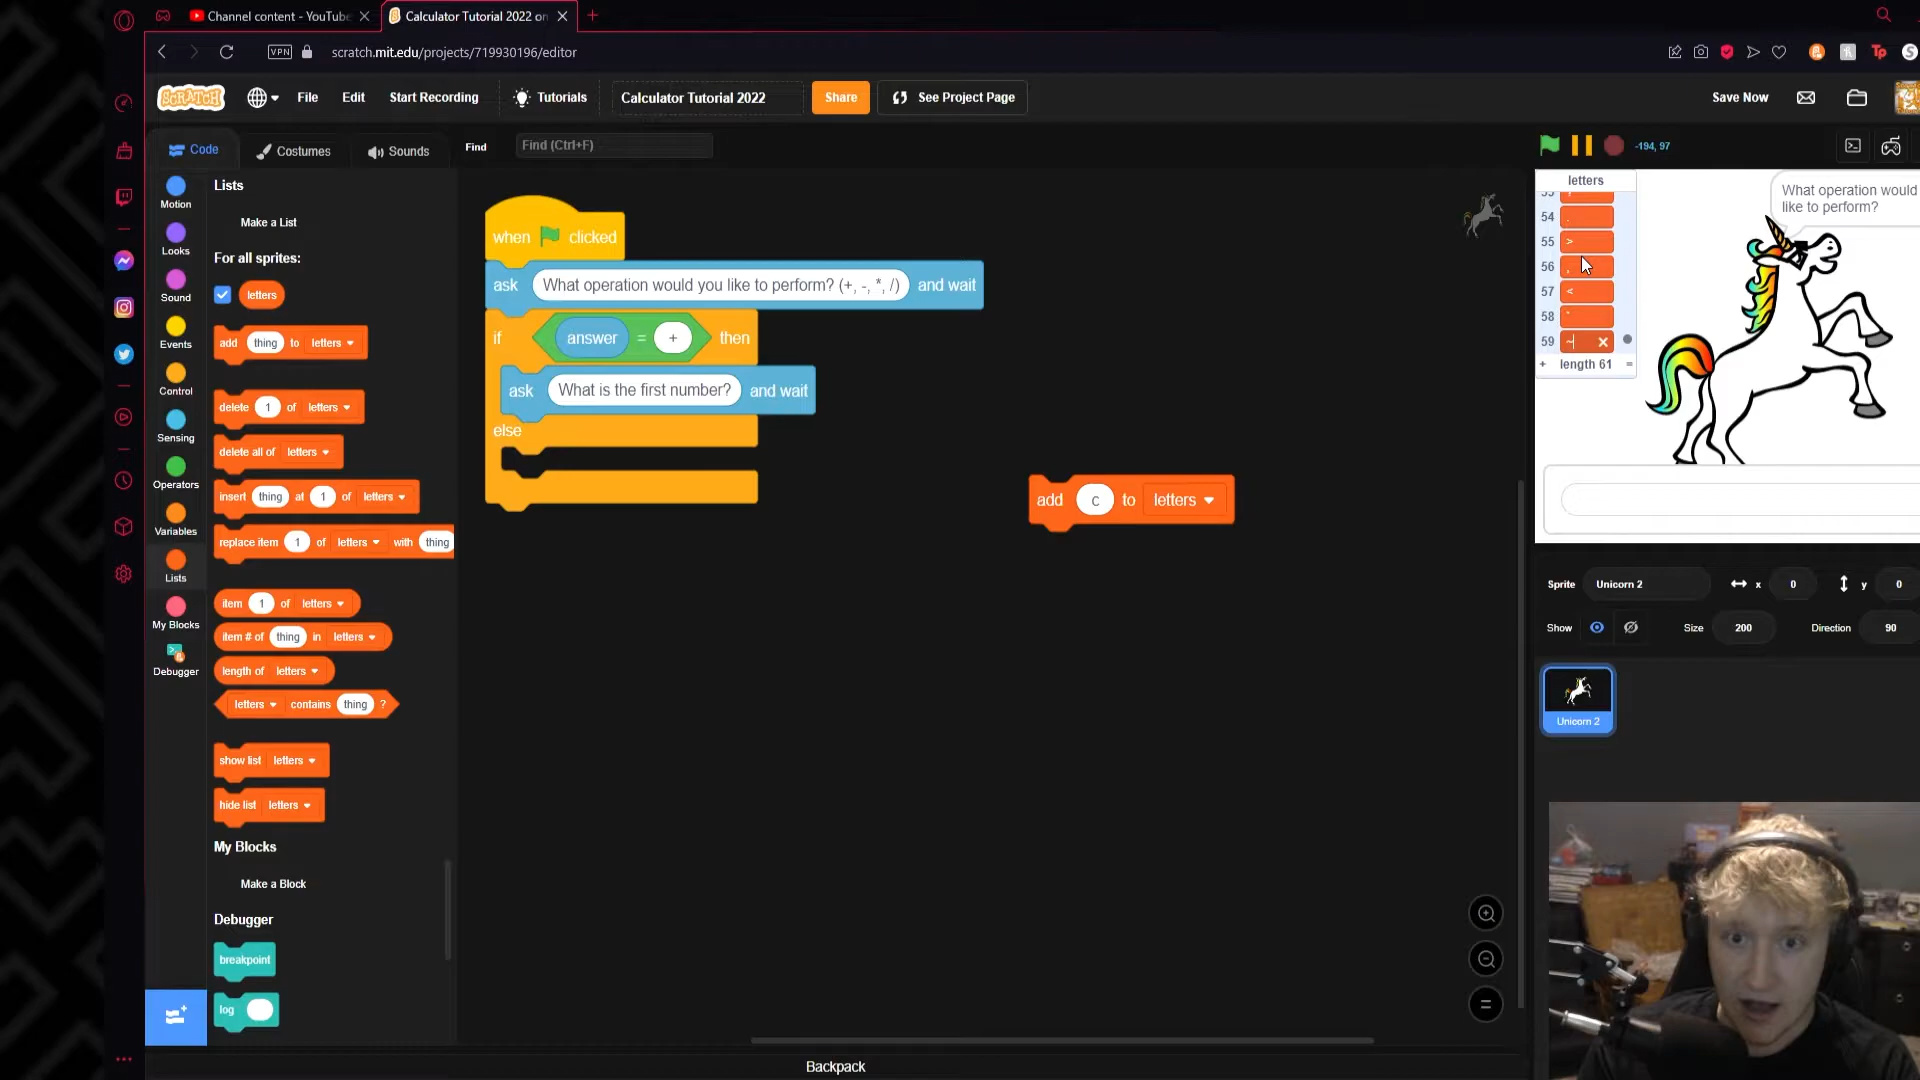 Channel content - YouTube
Calculator Tutorial 2022 on
VPN
scratch.mit.edu/projects/719930196/editor
Tp
SCRATCH
File
Edit
Start Recording
Tutorials
Calculator Tutorial 2022
Share
See Project Page
Save Now
Code
Costumes
Sounds
Find
Find (Ctrl+F)
-194, 97
Motion
Looks
Sound
Events
Control
Sensing
Operators
Variables
Lists
My Blocks
Debugger
Lists
Make a List
For all sprites:
letters
add thing to letters
delete 1 of letters
delete all of letters
insert thing at 1 of letters
replace item 1 of letters with thing
item 1 of letters
item # of thing in letters
length of letters
letters contains thing ?
show list letters
hide list letters
My Blocks
Make a Block
Debugger
breakpoint
log
when clicked
ask What operation would you like to perform? (+, -, *, /) and wait
if answer = + then
ask What is the first number? and wait
else
add c to letters
letters
54 .
55 >
56 ,
57 <
58
59 ~
+ length 61 =
What operation would
like to perform?
Sprite Unicorn 2 x 0 y 0
Show Size 200 Direction 90
Unicorn 2
Backpack